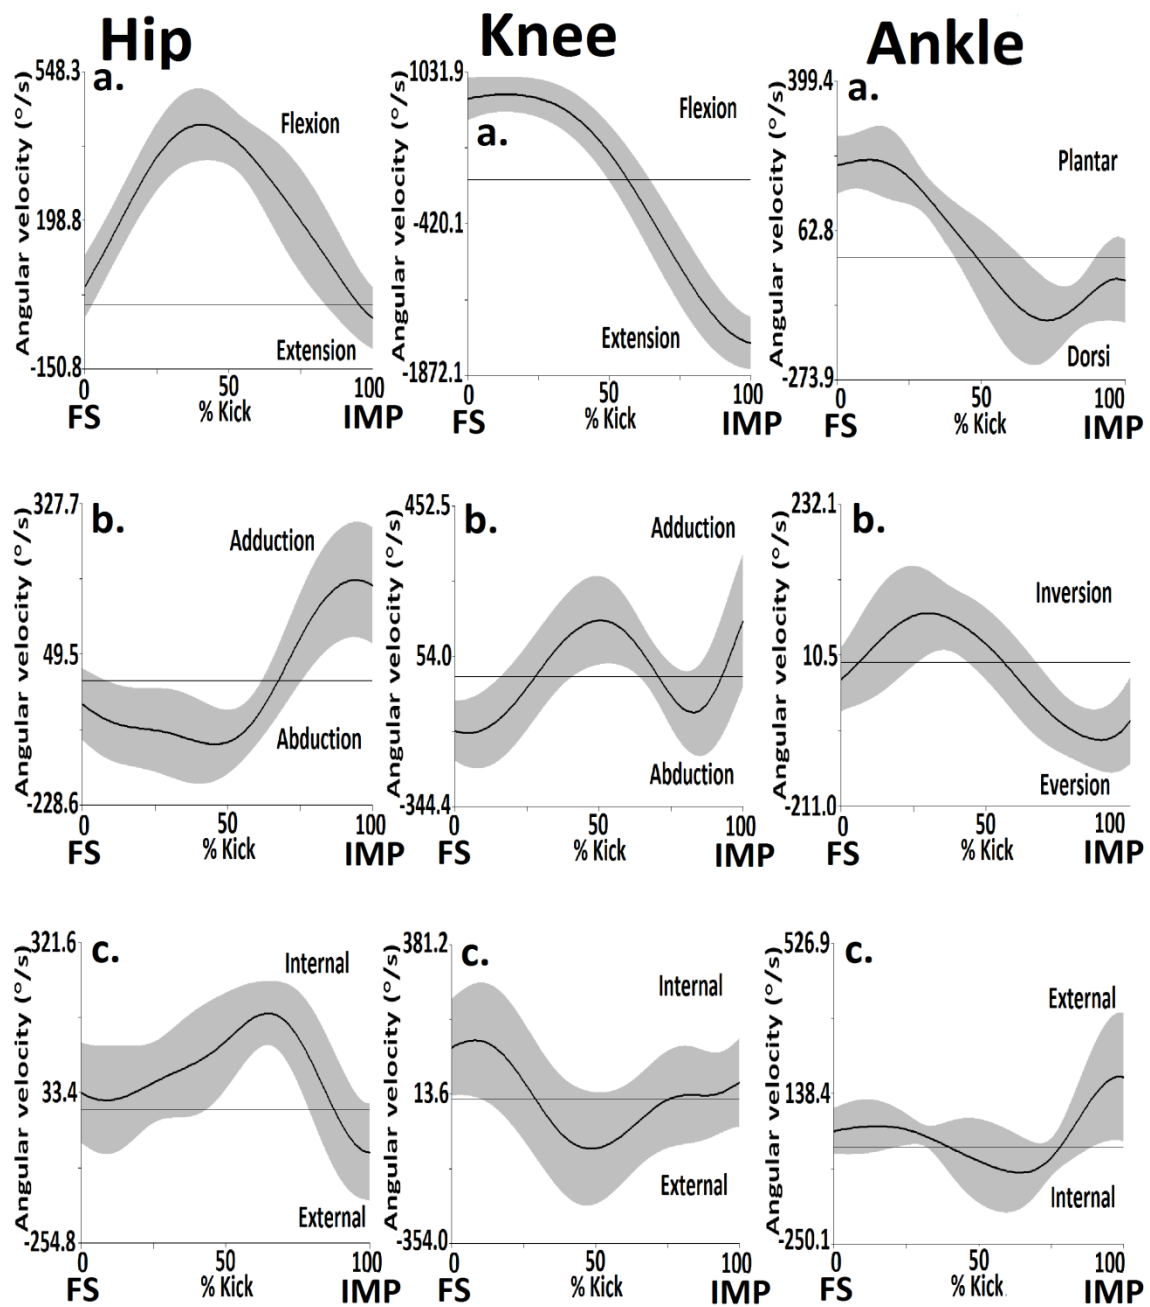 Hip
Knee
Ankle
a.
548.3
198.8
-150.8
Angular velocity (°/s)
Flexion
Extension
0
50
100
FS
% Kick
IMP
a.
1031.9
-420.1
-1872.1
Angular velocity (°/s)
Flexion
Extension
0
50
100
FS
% Kick
IMP
a.
399.4
62.8
-273.9
Angular velocity (°/s)
Plantar
Dorsi
0
50
100
FS
% Kick
IMP
b.
327.7
49.5
-228.6
Angular velocity (°/s)
Adduction
Abduction
0
50
100
FS
% Kick
IMP
b.
452.5
54.0
-344.4
Angular velocity (°/s)
Adduction
Abduction
0
50
100
FS
% Kick
IMP
b.
232.1
10.5
-211.0
Angular velocity (°/s)
Inversion
Eversion
0
50
100
FS
% Kick
IMP
c.
321.6
33.4
-254.8
Angular velocity (°/s)
Internal
External
0
50
100
FS
% Kick
IMP
c.
381.2
13.6
-354.0
Angular velocity (°/s)
Internal
External
0
50
100
FS
% Kick
IMP
c.
526.9
138.4
-250.1
Angular velocity (°/s)
External
Internal
0
50
100
FS
% Kick
IMP